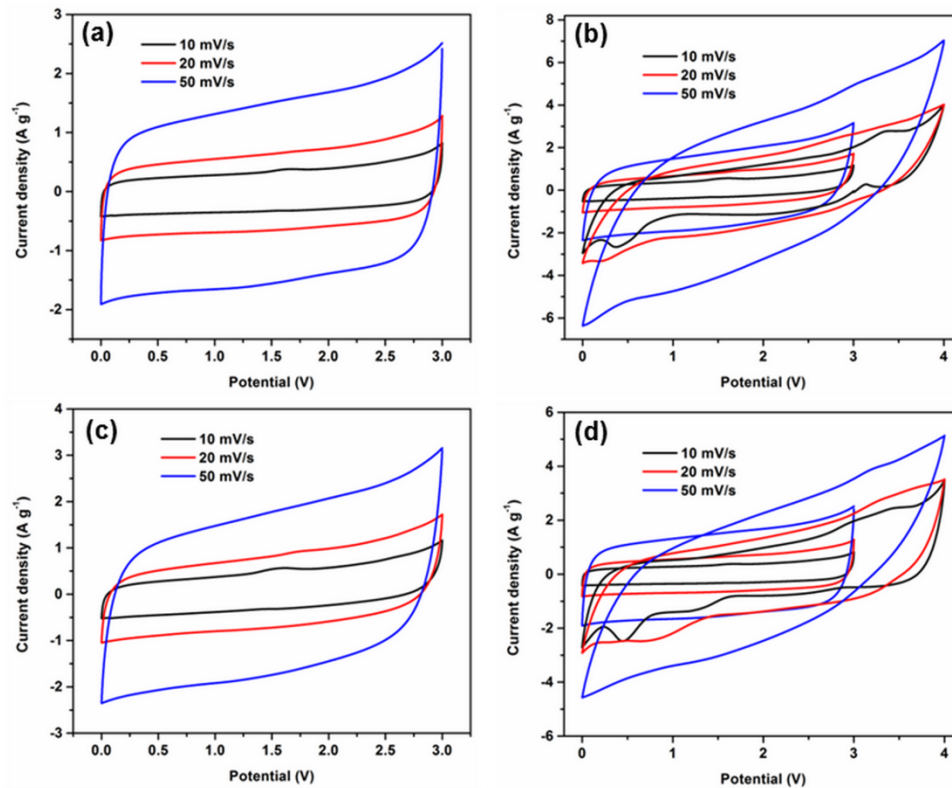 (a)
10 mV/s
20 mV/s
50 mV/s
3
2
1
0
-1
-2
Current density (A g⁻¹)
0.0 0.5 1.0 1.5 2.0 2.5 3.0
Potential (V)
(b)
10 mV/s
20 mV/s
50 mV/s
8
6
4
2
0
-2
-4
-6
Current density (A g⁻¹)
0 1 2 3 4
Potential (V)
(c)
10 mV/s
20 mV/s
50 mV/s
4
3
2
1
0
-1
-2
-3
Current density (A g⁻¹)
0.0 0.5 1.0 1.5 2.0 2.5 3.0
Potential (V)
(d)
10 mV/s
20 mV/s
50 mV/s
6
4
2
0
-2
-4
-6
Current density (A g⁻¹)
0 1 2 3 4
Potential (V)